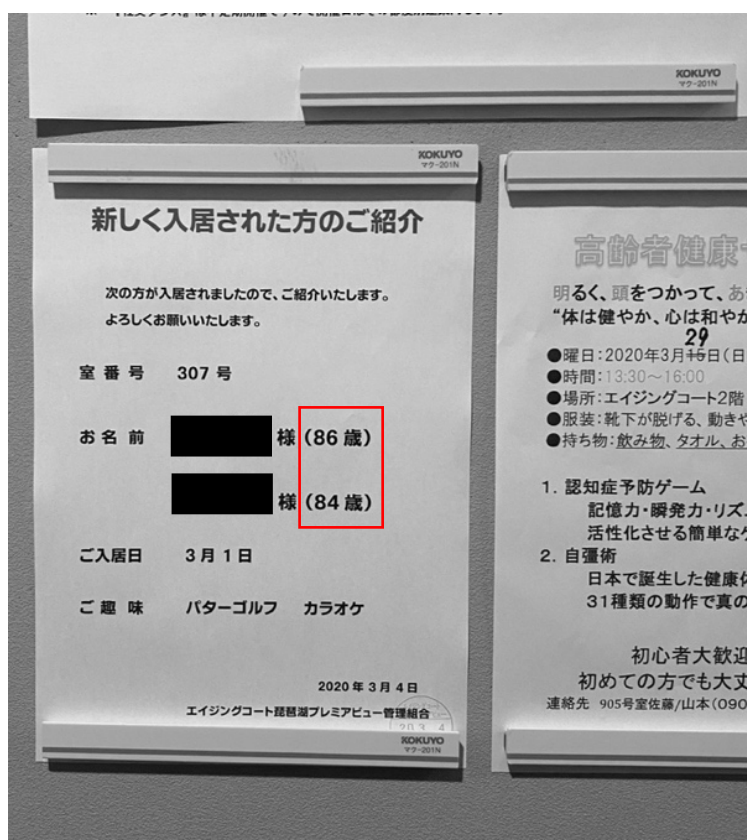 KOKUYO
マク-201N
KOKUYO
マク-201N
新しく入居された方のご紹介
次の方が入居されましたので、ご紹介いたします。
よろしくお願いいたします。
室番号 307号
お名前 様(86歳)
様(84歳)
ご入居日 3月1日
ご趣味 パターゴルフ カラオケ
2020年3月4日
エイジングコート琵琶湖プレミアビュー管理組合
20.3.4
KOKUYO
マク-201N
高齢者健康
明るく、頭をつかって、あ
“体は健やか、心は和やか
29
●曜日:2020年3月15日(日
●時間:13:30~16:00
●場所:エイジングコート2階
●服装:靴下が脱げる、動きや
●持ち物:飲み物、タオル、お
1. 認知症予防ゲーム
記憶力・瞬発力・リズ
活性化させる簡単な
2. 自彊術
日本で誕生した健康体
31種類の動作で真の
初心者大歓迎
初めての方でも大丈
連絡先 905号室佐藤/山本(090